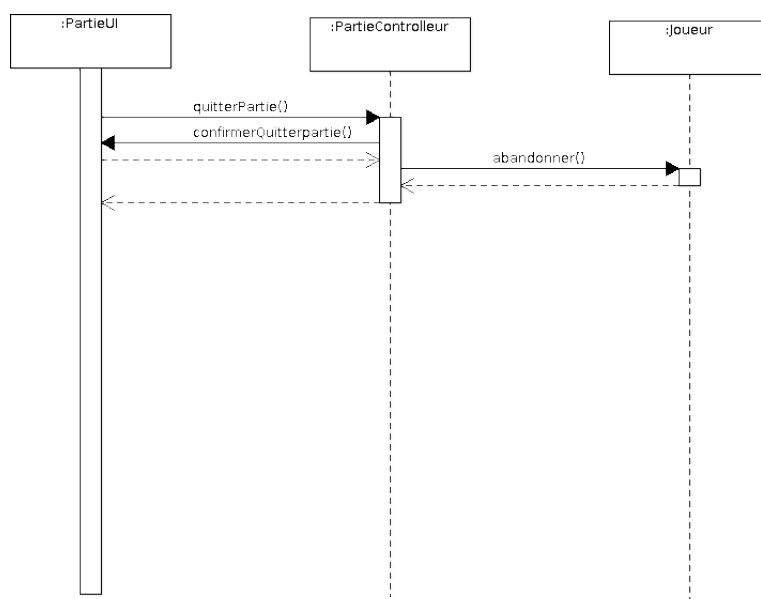 :PartieUI
:PartieControlleur
:Joueur
quitterPartie()
confirmerQuitterpartie()
abandonner()